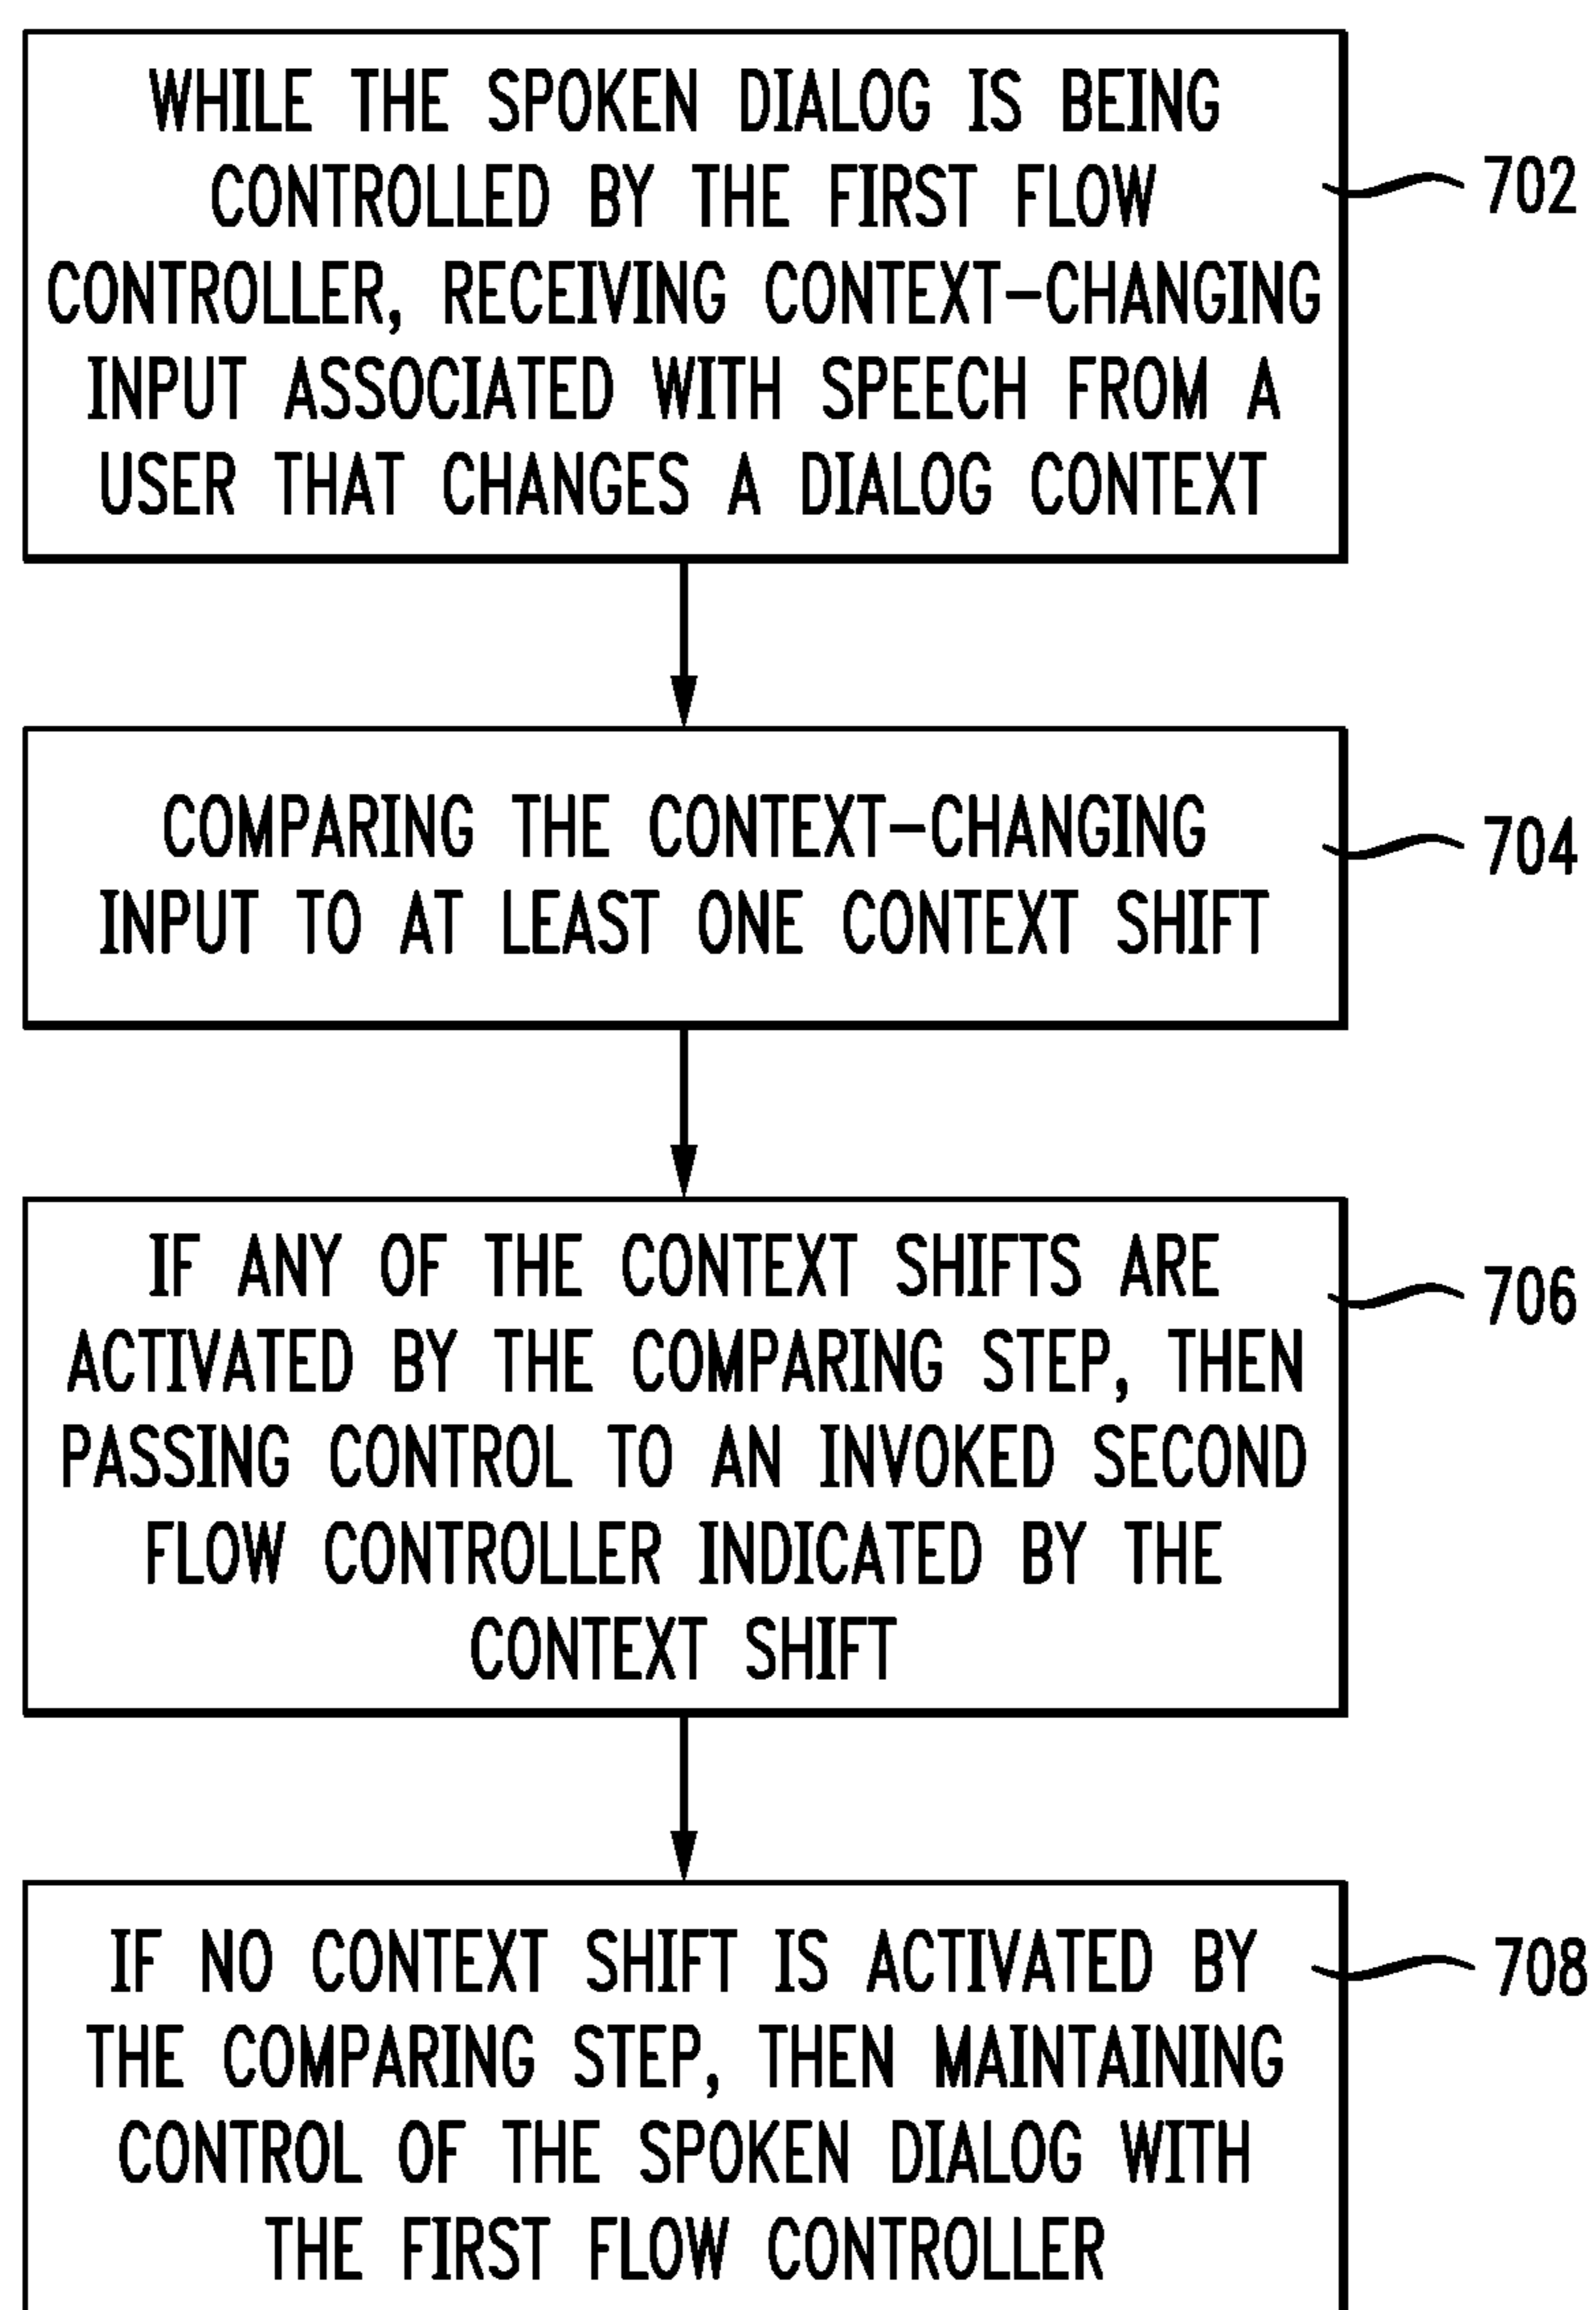 WHILE THE SPOKEN DIALOG IS BEING
CONTROLLED BY THE FIRST FLOW
CONTROLLER, RECEIVING CONTEXT-CHANGING
INPUT ASSOCIATED WITH SPEECH FROM A
USER THAT CHANGES A DIALOG CONTEXT
702
COMPARING THE CONTEXT-CHANGING
INPUT TO AT LEAST ONE CONTEXT SHIFT
704
IF ANY OF THE CONTEXT SHIFTS ARE
ACTIVATED BY THE COMPARING STEP, THEN
PASSING CONTROL TO AN INVOKED SECOND
FLOW CONTROLLER INDICATED BY THE
CONTEXT SHIFT
706
IF NO CONTEXT SHIFT IS ACTIVATED BY
THE COMPARING STEP, THEN MAINTAINING
CONTROL OF THE SPOKEN DIALOG WITH
THE FIRST FLOW CONTROLLER
708